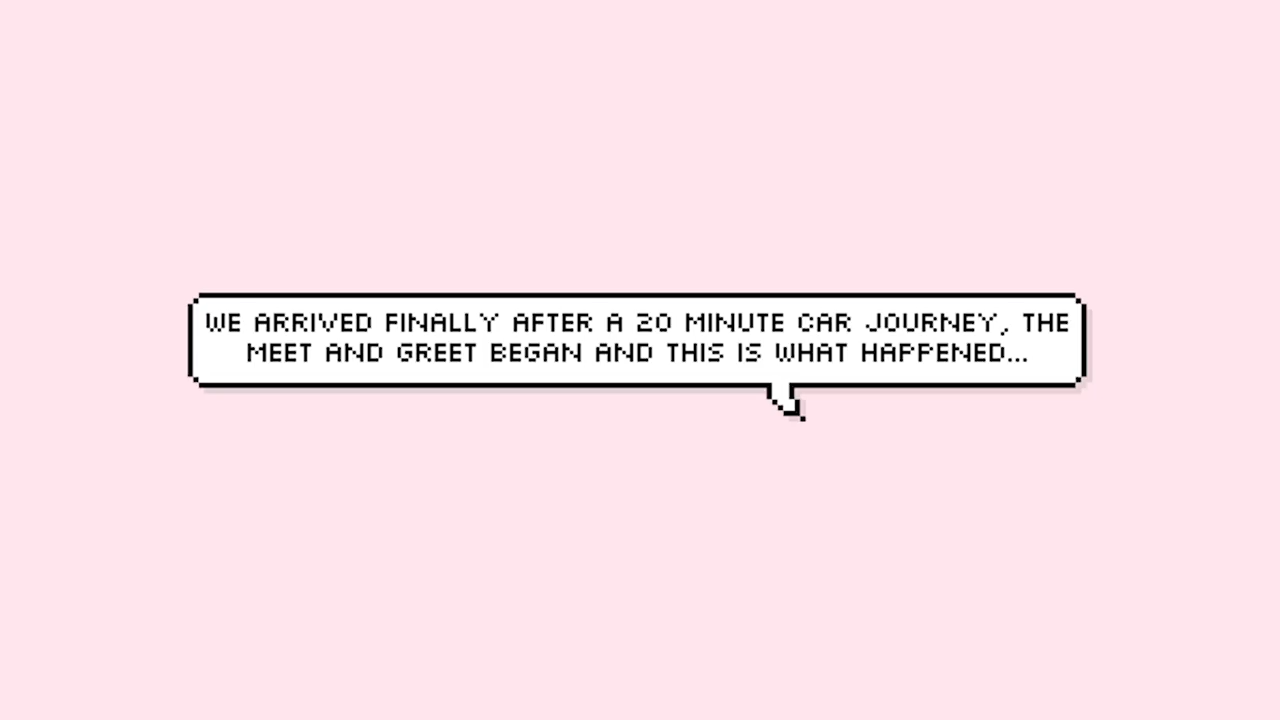 WE ARRIVED FINALLY AFTER A 20 MINUTE CAR JOURNEY, THE
MEET AND GREET BEGAN AND THIS IS WHAT HAPPENED...